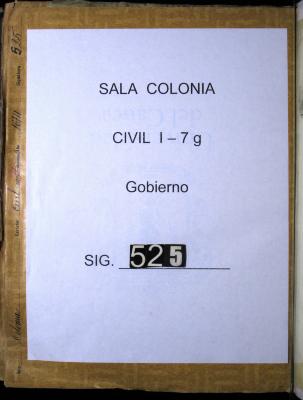 SALA COLONIA
CIVIL I – 7 g
Gobierno
SIG. 525